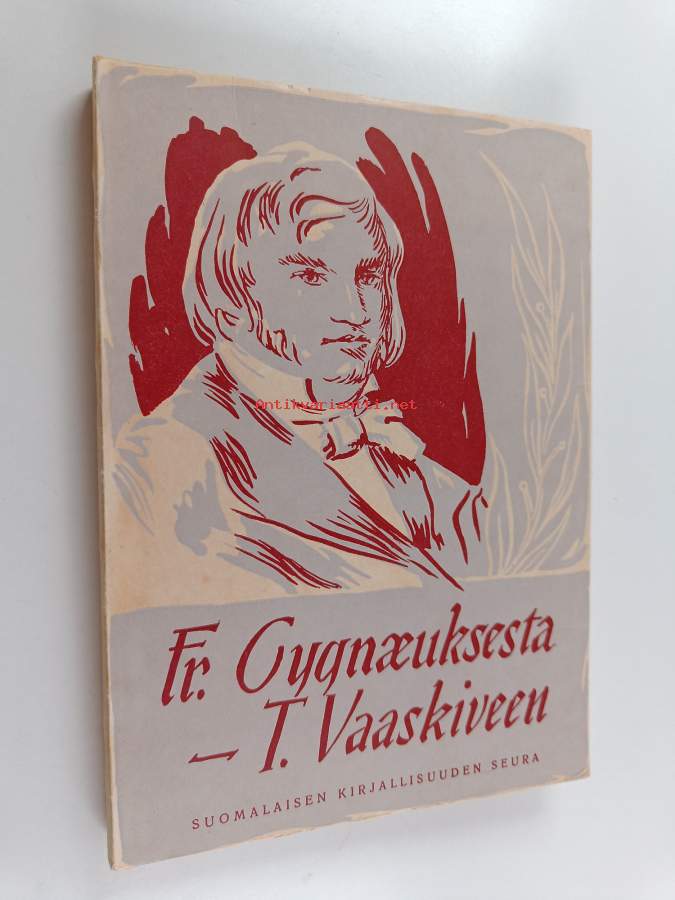 Antikvariaatti.net
Fr. Cygnæuksesta
– T. Vaaskiveen
SUOMALAISEN KIRJALLISUUDEN SEURA